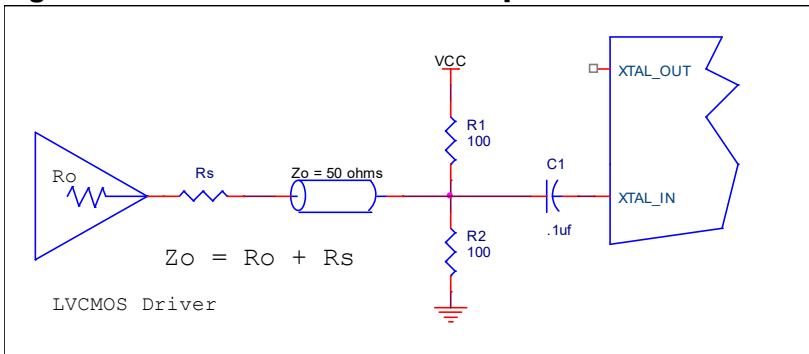 VCC
XTAL_OUT
R1
100
Ro
Rs
Zo = 50 ohms
C1
XTAL_IN
.1uf
R2
100
Zo = Ro + Rs
LVCMOS Driver